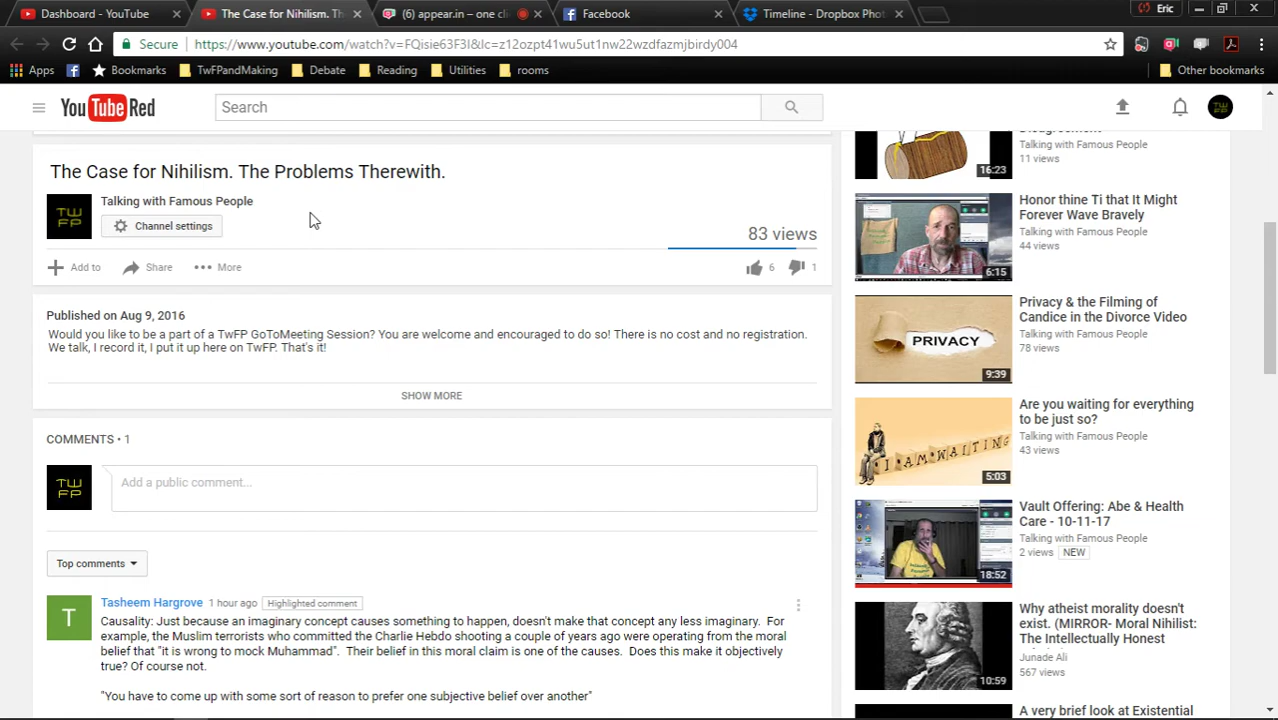 Dashboard - YouTube
The Case for Nihilism. Th
(6) appear.in – one cli
Facebook
Timeline - Dropbox Phot
Eric
Secure
https://www.youtube.com/watch?v=FQisie63F3I&lc=z12ozpt41wu5ut1nw22wzdfazmjbirdy004
Apps
Bookmarks
TwFPandMaking
Debate
Reading
Utilities
rooms
Other bookmarks
YouTube Red
Search
The Case for Nihilism. The Problems Therewith.
TWFP
Talking with Famous People
Channel settings
83 views
Add to
Share
More
6
1
Published on Aug 9, 2016
Would you like to be a part of a TwFP GoToMeeting Session? You are welcome and encouraged to do so! There is no cost and no registration.
We talk, I record it, I put it up here on TwFP. That's it!
SHOW MORE
COMMENTS • 1
TWFP
Add a public comment...
Top comments
T
Tasheem Hargrove 1 hour ago Highlighted comment
Causality: Just because an imaginary concept causes something to happen, doesn't make that concept any less imaginary. For
example, the Muslim terrorists who committed the Charlie Hebdo shooting a couple of years ago were operating from the moral
belief that "it is wrong to mock Muhammad". Their belief in this moral claim is one of the causes. Does this make it objectively
true? Of course not.
"You have to come up with some sort of reason to prefer one subjective belief over another"
Disagreement
Talking with Famous People
11 views
16:23
Honor thine Ti that It Might
Forever Wave Bravely
Talking with Famous People
44 views
6:15
Privacy & the Filming of
Candice in the Divorce Video
Talking with Famous People
78 views
PRIVACY
9:39
Are you waiting for everything
to be just so?
Talking with Famous People
43 views
I AM WAITING
5:03
Vault Offering: Abe & Health
Care - 10-11-17
Talking with Famous People
2 views NEW
18:52
Why atheist morality doesn't
exist. (MIRROR- Moral Nihilist:
The Intellectually Honest
Junade Ali
567 views
10:59
A very brief look at Existential